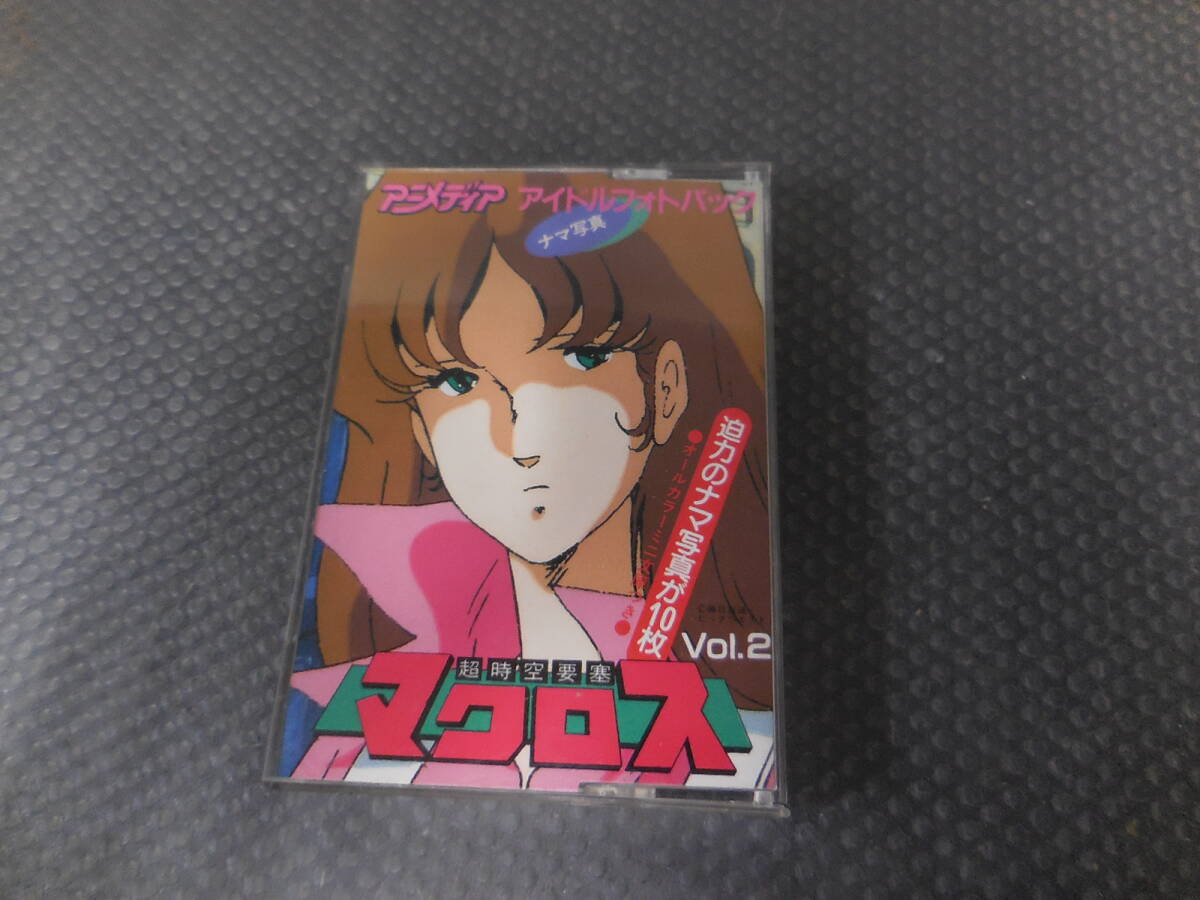 アニメディア アイドルフォトパック
ナマ写真
迫力のナマ写真が10枚
Vol.2
超時空要塞
マクロス